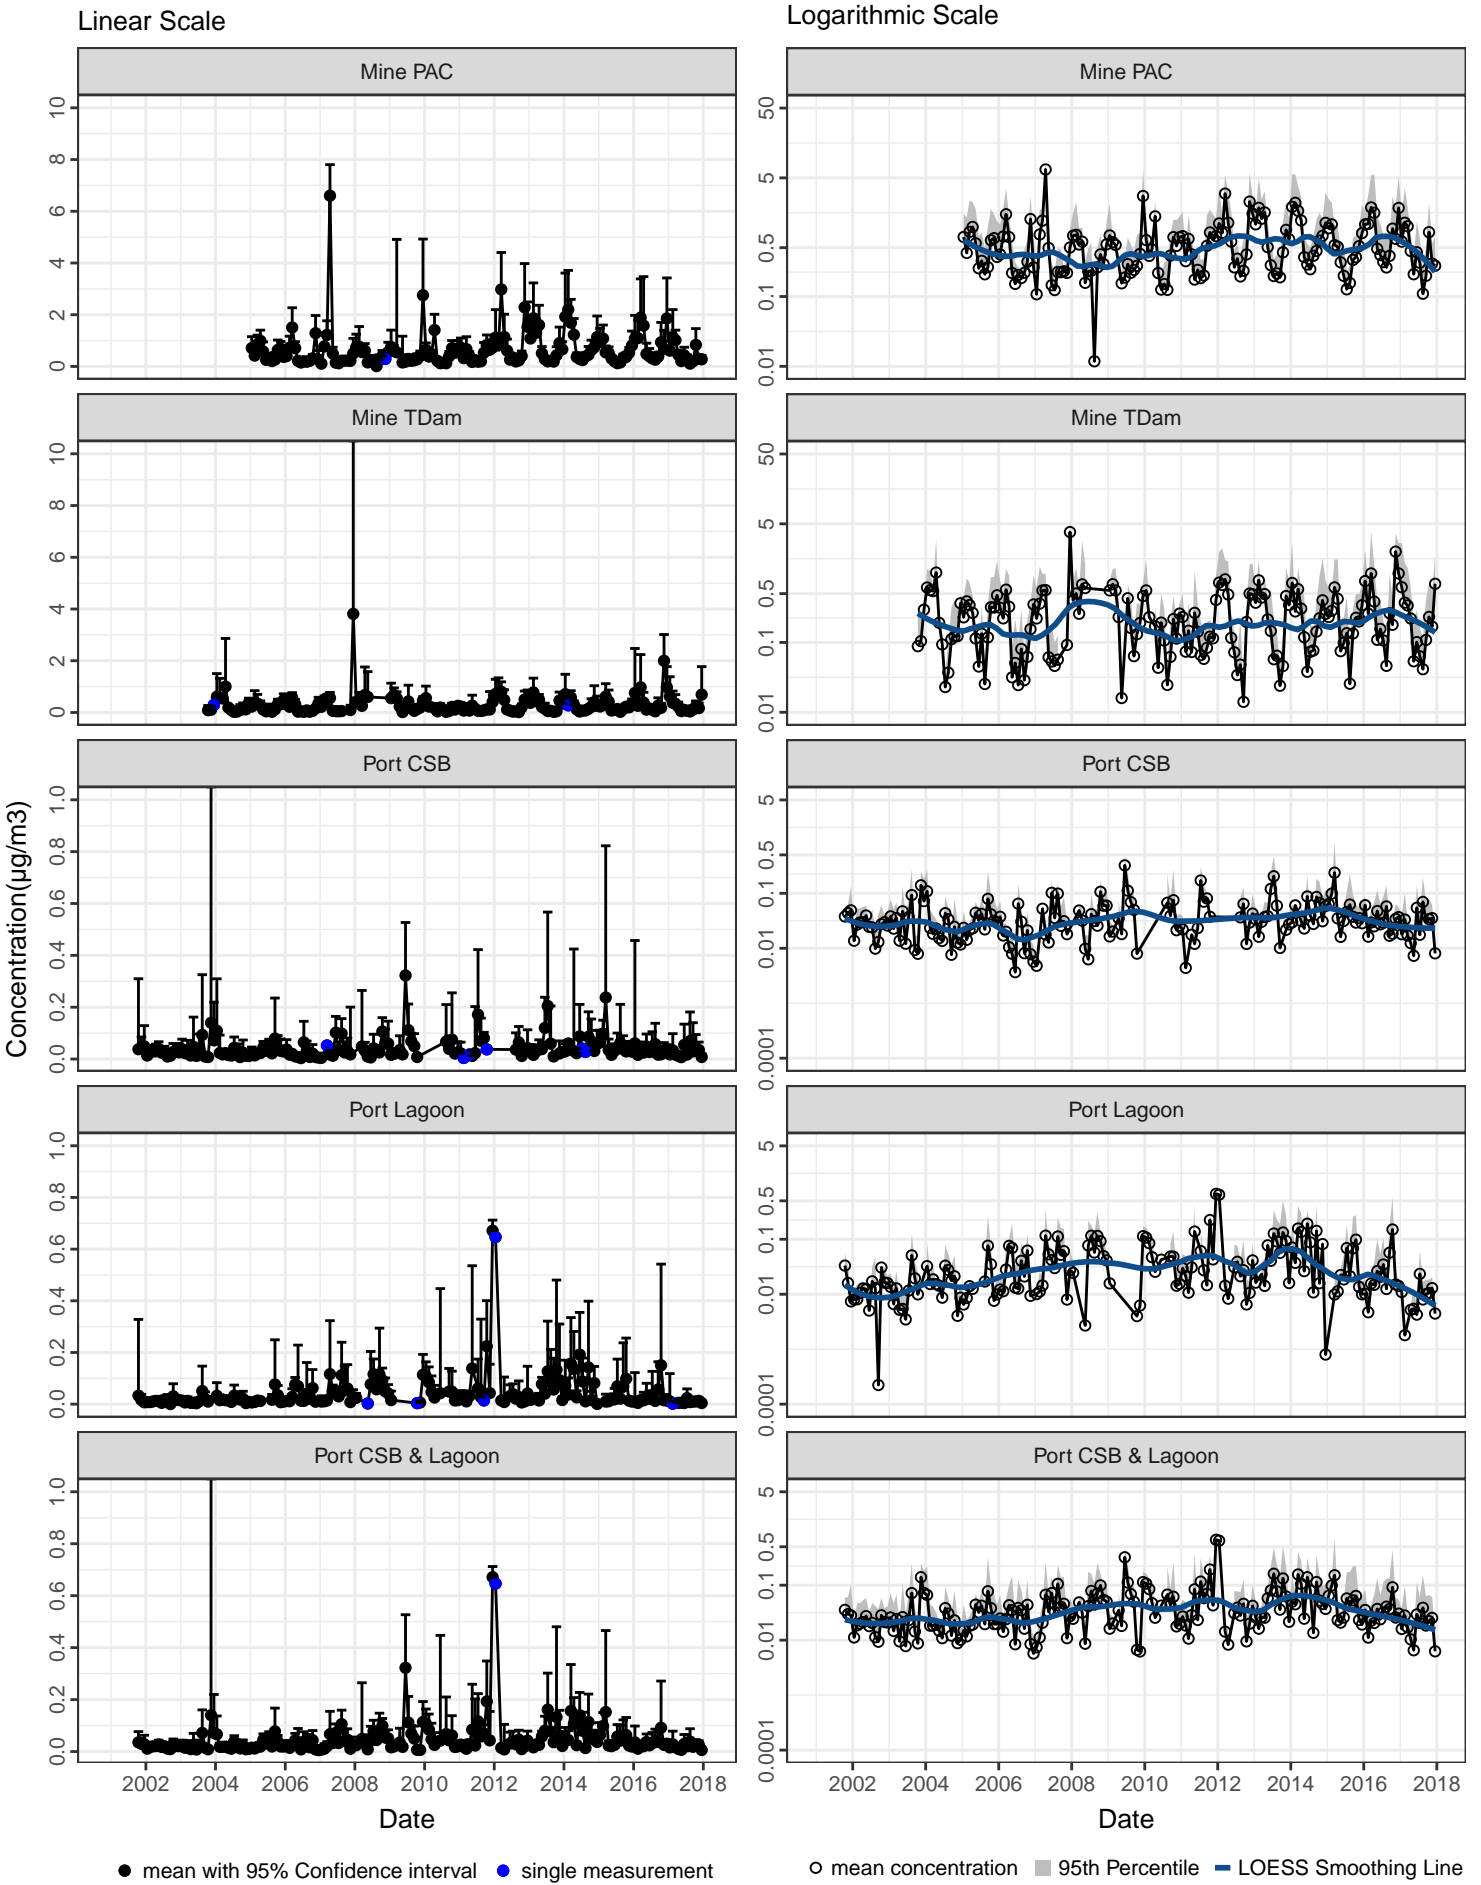 Linear Scale
Logarithmic Scale
Mine PAC
Mine PAC
10
8
6
4
2
0
50
5
0.5
0.1
0.01
Mine TDam
Mine TDam
10
8
6
4
2
0
50
5
0.5
0.1
0.01
Port CSB
Port CSB
1.0
0.8
0.6
0.4
0.2
0.0
5
0.5
0.1
0.01
0.0001
Concentration(µg/m3)
Port Lagoon
Port Lagoon
1.0
0.8
0.6
0.4
0.2
0.0
5
0.5
0.1
0.01
0.0001
Port CSB & Lagoon
Port CSB & Lagoon
1.0
0.8
0.6
0.4
0.2
0.0
5
0.5
0.1
0.01
0.0001
2002 2004 2006 2008 2010 2012 2014 2016 2018
2002 2004 2006 2008 2010 2012 2014 2016 2018
Date
Date
mean with 95% Confidence interval single measurement
mean concentration 95th Percentile LOESS Smoothing Line